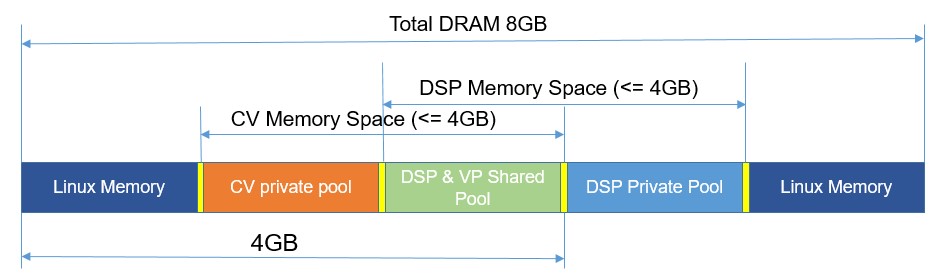 Total DRAM 8GB
DSP Memory Space (<= 4GB)
CV Memory Space (<= 4GB)
Linux Memory
CV private pool
DSP & VP Shared
Pool
DSP Private Pool
Linux Memory
4GB